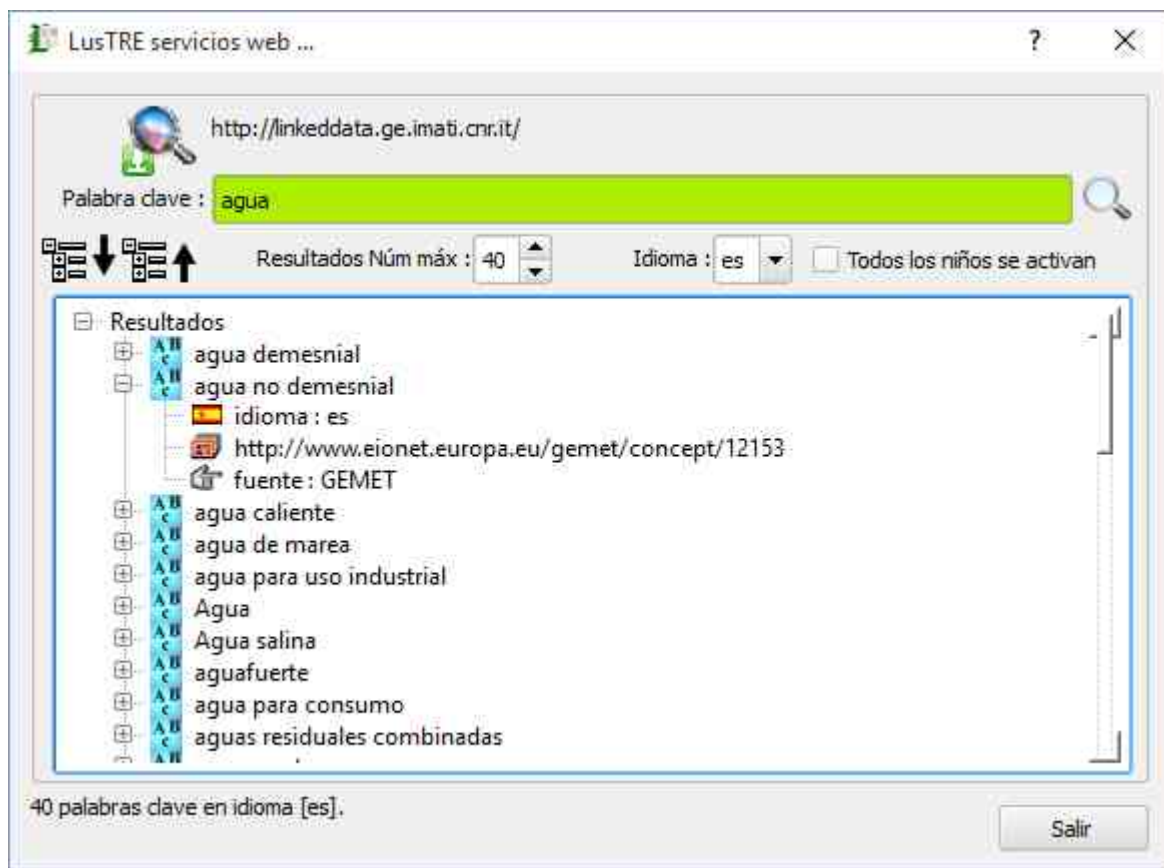 LusTRE servicios web ...
http://linkeddata.ge.imati.cnr.it/
Palabra clave : agua
Resultados Núm máx : 40 Idioma : es Todos los niños se activan
Resultados
agua demesnial
agua no demesnial
idioma : es
http://www.eionet.europa.eu/gemet/concept/12153
fuente : GEMET
agua caliente
agua de marea
agua para uso industrial
Agua
Agua salina
aguafuerte
agua para consumo
aguas residuales combinadas
40 palabras clave en idioma [es].
Salir